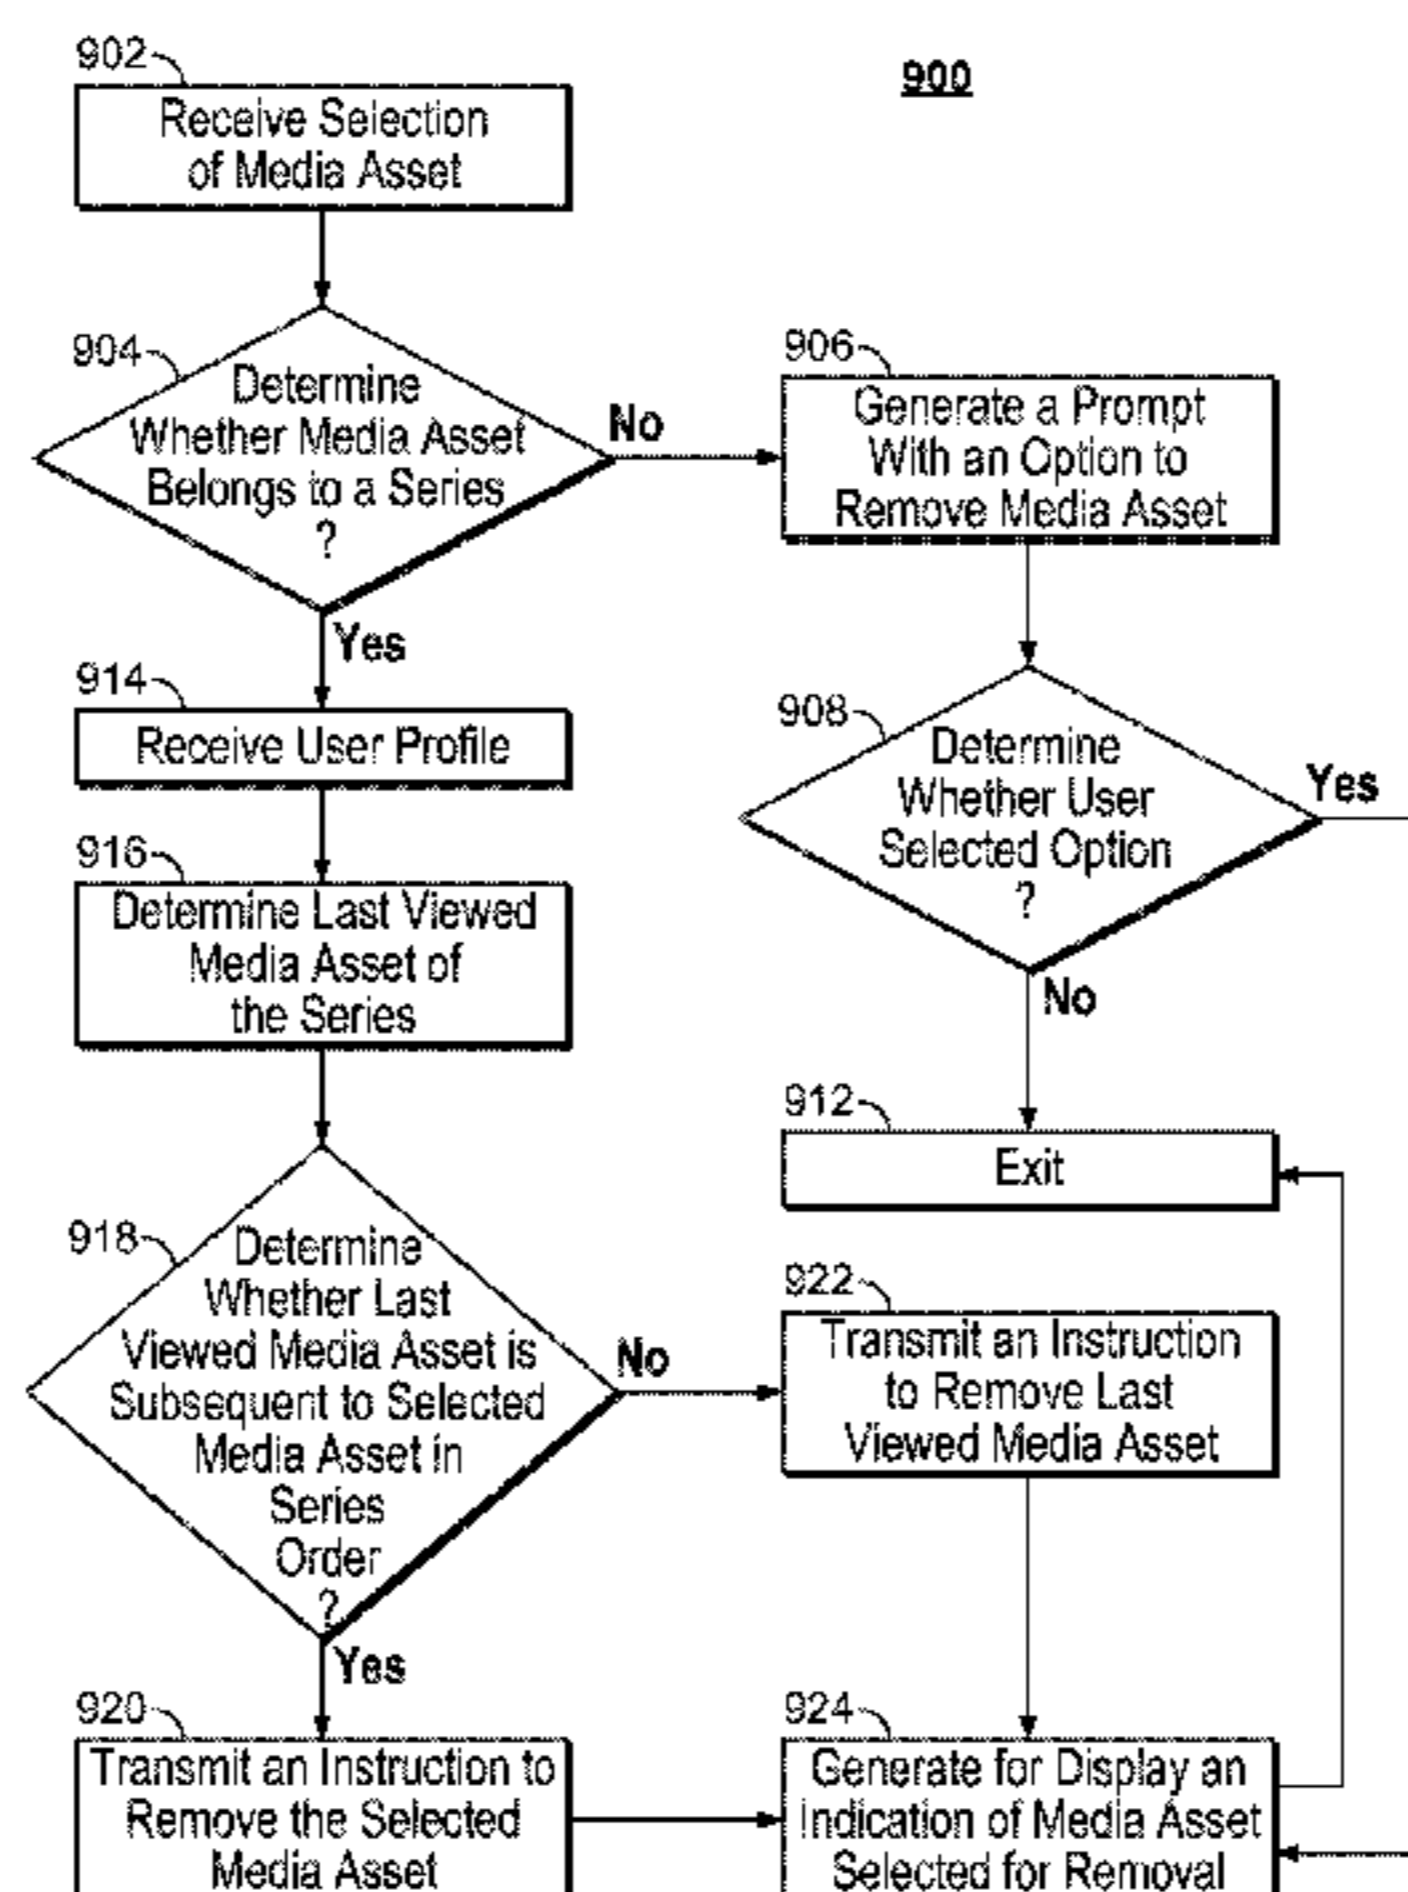 902
900
Receive Selection
of Media Asset
904
Determine
Whether Media Asset
Belongs to a Series
?
No
Yes
906
Generate a Prompt
With an Option to
Remove Media Asset
908
Determine
Whether User
Selected Option
?
Yes
No
914
Receive User Profile
916
Determine Last Viewed
Media Asset of
the Series
912
Exit
918
Determine
Whether Last
Viewed Media Asset is
Subsequent to Selected
Media Asset in
Series
Order
?
No
Yes
922
Transmit an Instruction
to Remove Last
Viewed Media Asset
920
Transmit an Instruction to
Remove the Selected
Media Asset
924
Generate for Display an
Indication of Media Asset
Selected for Removal